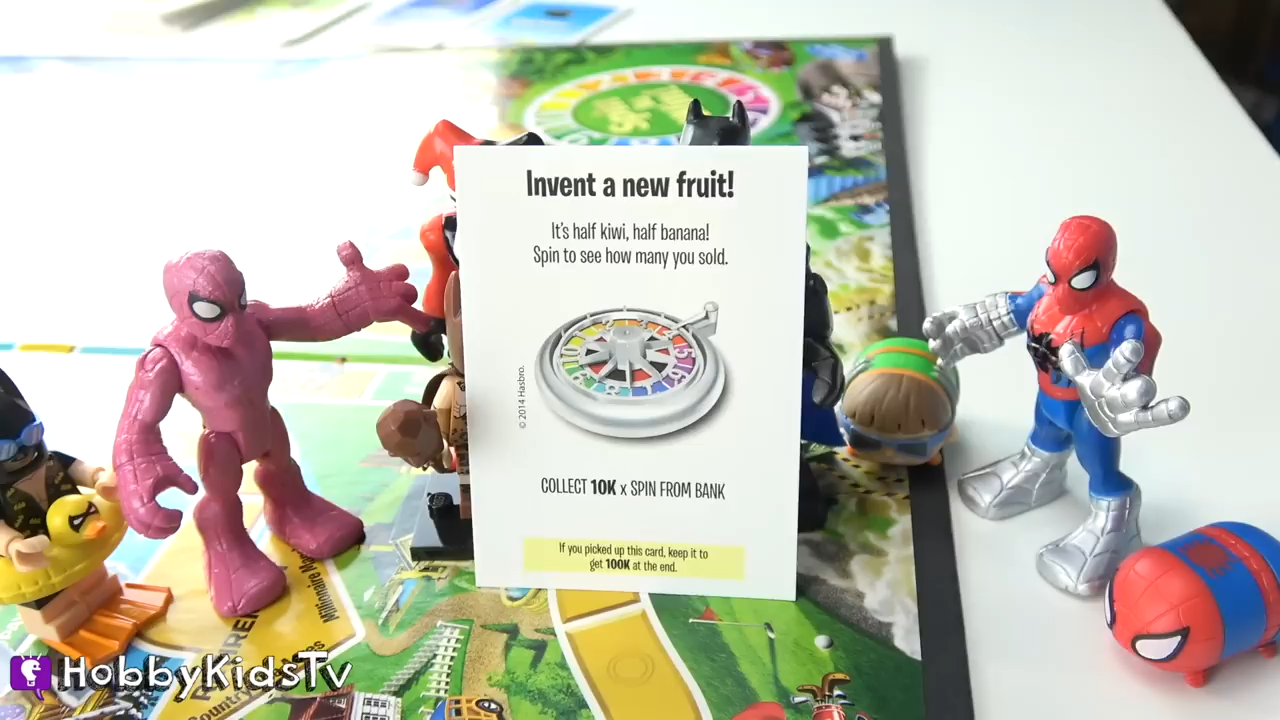 Invent a new fruit!
It's half kiwi, half banana!
Spin to see how many you sold.
© 2014 Hasbro.
COLLECT 10K x SPIN FROM BANK
If you picked up this card, keep it to
get 100K at the end.
HobbyKidsTv